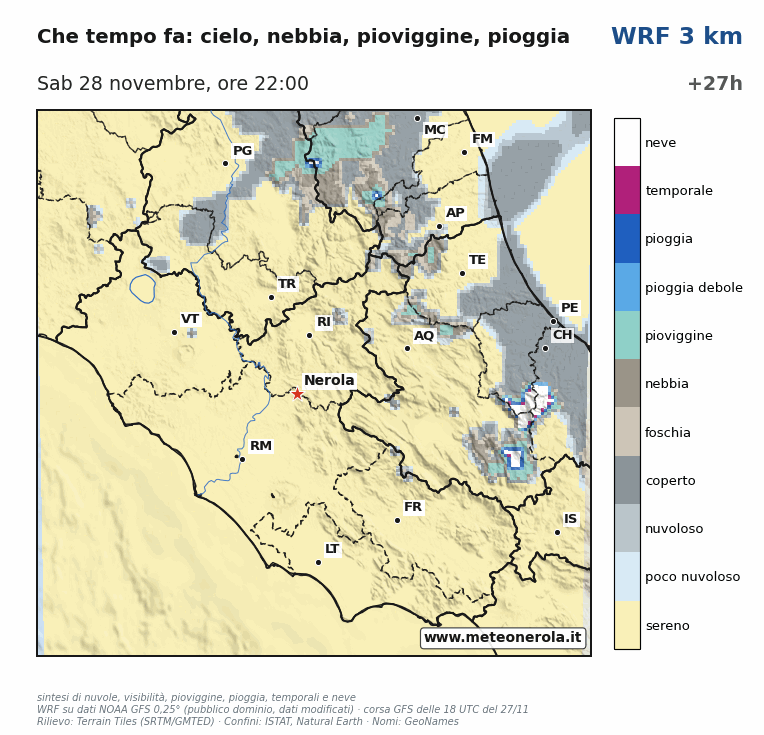 Che tempo fa: cielo, nebbia, pioviggine, pioggia
WRF 3 km
Sab 28 novembre, ore 22:00
+27h
MC
FM
PG
AP
TE
TR
PE
VT
RI
AQ
CH
Nerola
RM
FR
IS
LT
www.meteonerola.it
neve
temporale
pioggia
pioggia debole
pioviggine
nebbia
foschia
coperto
nuvoloso
poco nuvoloso
sereno
sintesi di nuvole, visibilità, pioviggine, pioggia, temporali e neve
WRF su dati NOAA GFS 0,25° (pubblico dominio, dati modificati) · corsa GFS delle 18 UTC del 27/11
Rilievo: Terrain Tiles (SRTM/GMTED) · Confini: ISTAT, Natural Earth · Nomi: GeoNames